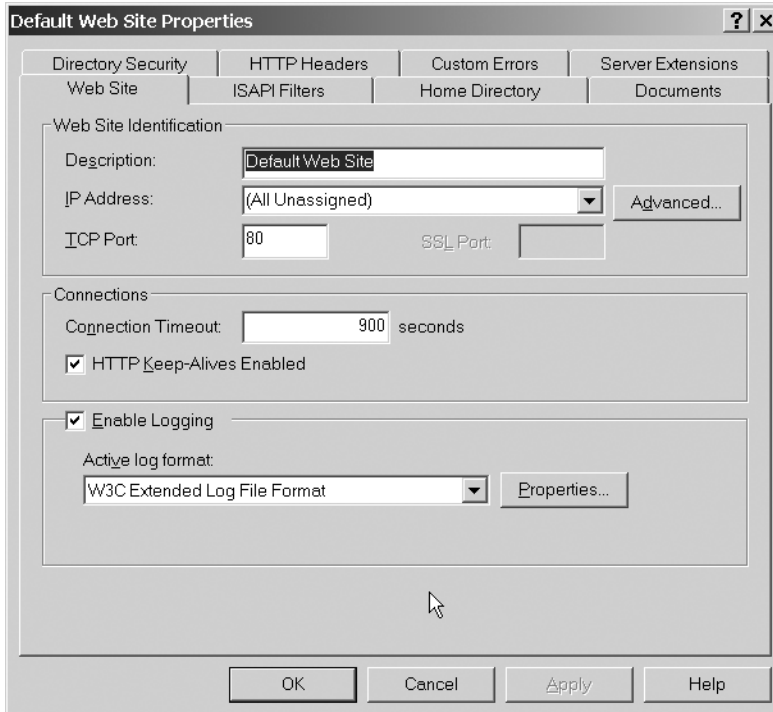 Default Web Site Properties ? ×
Directory Security HTTP Headers Custom Errors Server Extensions
Web Site ISAPI Filters Home Directory Documents
Web Site Identification
Description: Default Web Site
IP Address: (All Unassigned) Advanced...
TCP Port: 80 SSL Port:
Connections
Connection Timeout: 900 seconds
HTTP Keep-Alives Enabled
Enable Logging
Active log format:
W3C Extended Log File Format Properties...
OK Cancel Apply Help